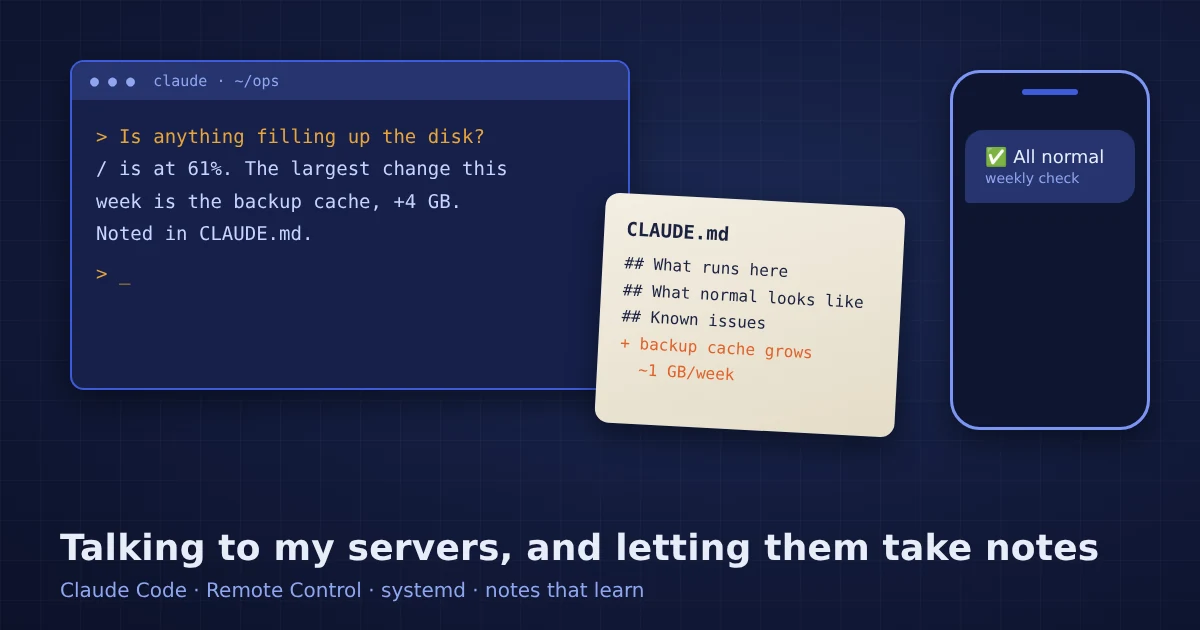 claude · ~/ops
> Is anything filling up the disk?
/ is at 61%. The largest change this
week is the backup cache, +4 GB.
Noted in CLAUDE.md.
> _
CLAUDE.md
## What runs here
## What normal looks like
## Known issues
+ backup cache grows
~1 GB/week
✅ All normal
weekly check
Talking to my servers, and letting them take notes
Claude Code · Remote Control · systemd · notes that learn